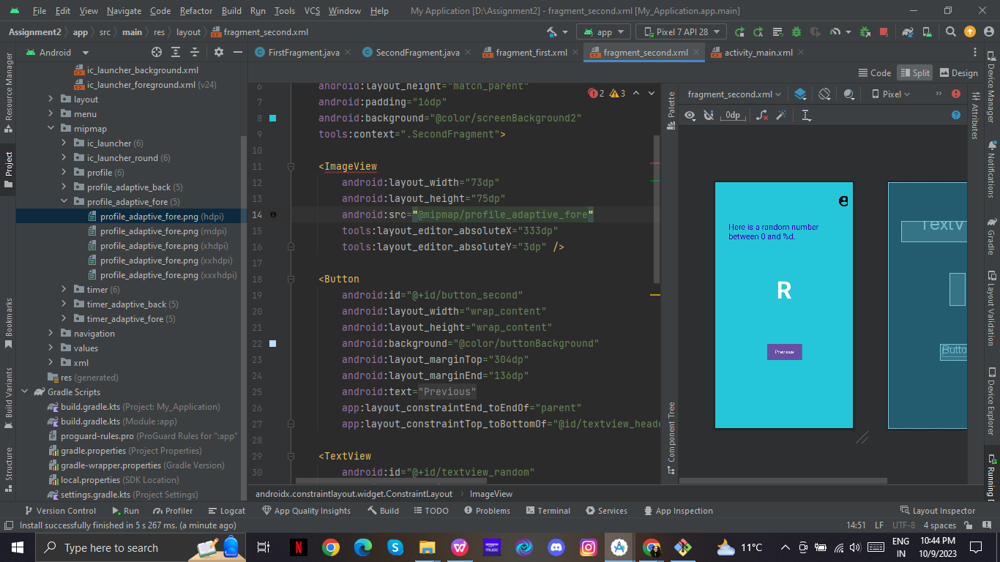 File Edit View Navigate Code Refactor Build Run Tools VCS Window Help My Application [D:\Assignment2] - fragment_second.xml [My_Application.app.main]
Assignment2 app src main res layout fragment_second.xml app Pixel 7 API 28
Android FirstFragment.java SecondFragment.java fragment_first.xml fragment_second.xml activity_main.xml
Code Split Design
Resource Manager
Project
Bookmarks
Build Variants
Structure
ic_launcher_background.xml
ic_launcher_foreground.xml (v24)
layout
menu
mipmap
ic_launcher (6)
ic_launcher_round (6)
profile (6)
profile_adaptive_back (5)
profile_adaptive_fore (5)
profile_adaptive_fore.png (hdpi)
profile_adaptive_fore.png (mdpi)
profile_adaptive_fore.png (xhdpi)
profile_adaptive_fore.png (xxhdpi)
profile_adaptive_fore.png (xxxhdpi)
timer (6)
timer_adaptive_back (5)
timer_adaptive_fore (5)
navigation
values
xml
res (generated)
Gradle Scripts
build.gradle.kts (Project: My_Application)
build.gradle.kts (Module :app)
proguard-rules.pro (ProGuard Rules for ":app"
gradle.properties (Project Properties)
gradle-wrapper.properties (Gradle Version)
local.properties (SDK Location)
settings.gradle.kts (Project Settings)
2 3
6 android:layout_height="match_parent"
7 android:padding="16dp"
8 android:background="@color/screenBackground2"
9 tools:context=".SecondFragment">
10
11 <ImageView
12 android:layout_width="73dp"
13 android:layout_height="75dp"
14 android:src="@mipmap/profile_adaptive_fore"
15 tools:layout_editor_absoluteX="333dp"
16 tools:layout_editor_absoluteY="3dp" />
17
18 <Button
19 android:id="@+id/button_second"
20 android:layout_width="wrap_content"
21 android:layout_height="wrap_content"
22 android:background="@color/buttonBackground"
23 android:layout_marginTop="304dp"
24 android:layout_marginEnd="136dp"
25 android:text="Previous"
26 app:layout_constraintEnd_toEndOf="parent"
27 app:layout_constraintTop_toBottomOf="@id/textview_heade
28
29 <TextView
30 android:id="@+id/textview_random"
androidx.constraintlayout.widget.ConstraintLayout ImageView
Palette
Component Tree
fragment_second.xml Pixel
0dp
Here is a random number
between 0 and %d.
R
Previous
TextV
Butto
Attributes
Device Manager
Notifications
Gradle
Layout Validation
Device Explorer
Running D
Version Control Run Profiler Logcat App Quality Insights Build TODO Problems Terminal Services App Inspection Layout Inspector
Install successfully finished in 5 s 267 ms. (a minute ago) 14:51 LF UTF-8 4 spaces
Type here to search
amazon music
11°C
ENG
IN
10:44 PM
10/9/2023